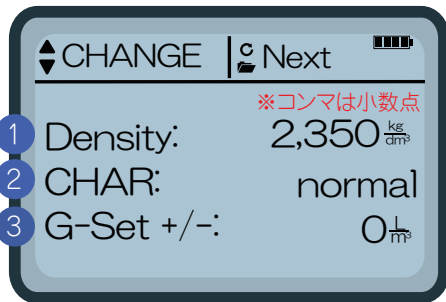 CHANGE C Next
※コンマは小数点
1 Density: 2,350 kg/dm³
2 CHAR: normal
3 G-Set +/-: 0 L/m³